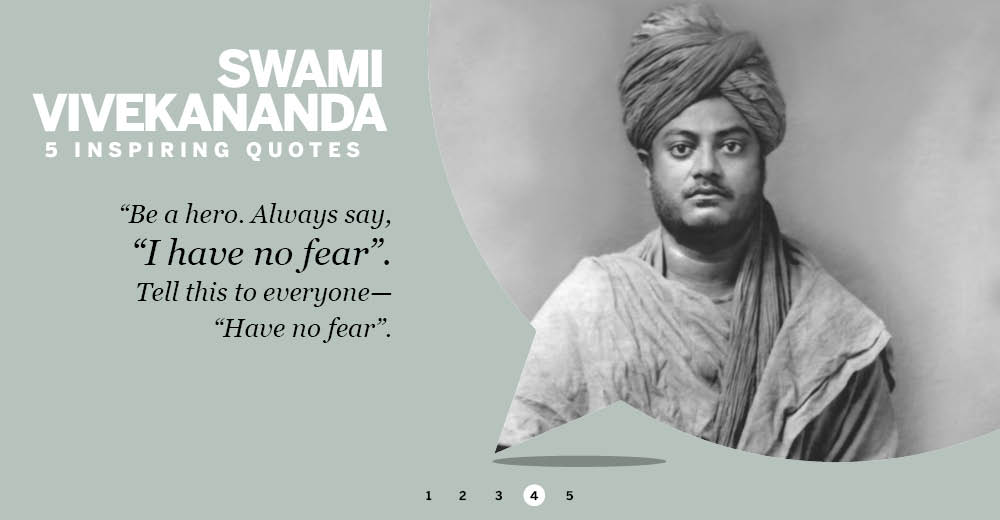 SWAMI
VIVEKANANDA
5 INSPIRING QUOTES
“Be a hero. Always say,
“I have no fear”.
Tell this to everyone—
“Have no fear”.
1 2 3 4 5